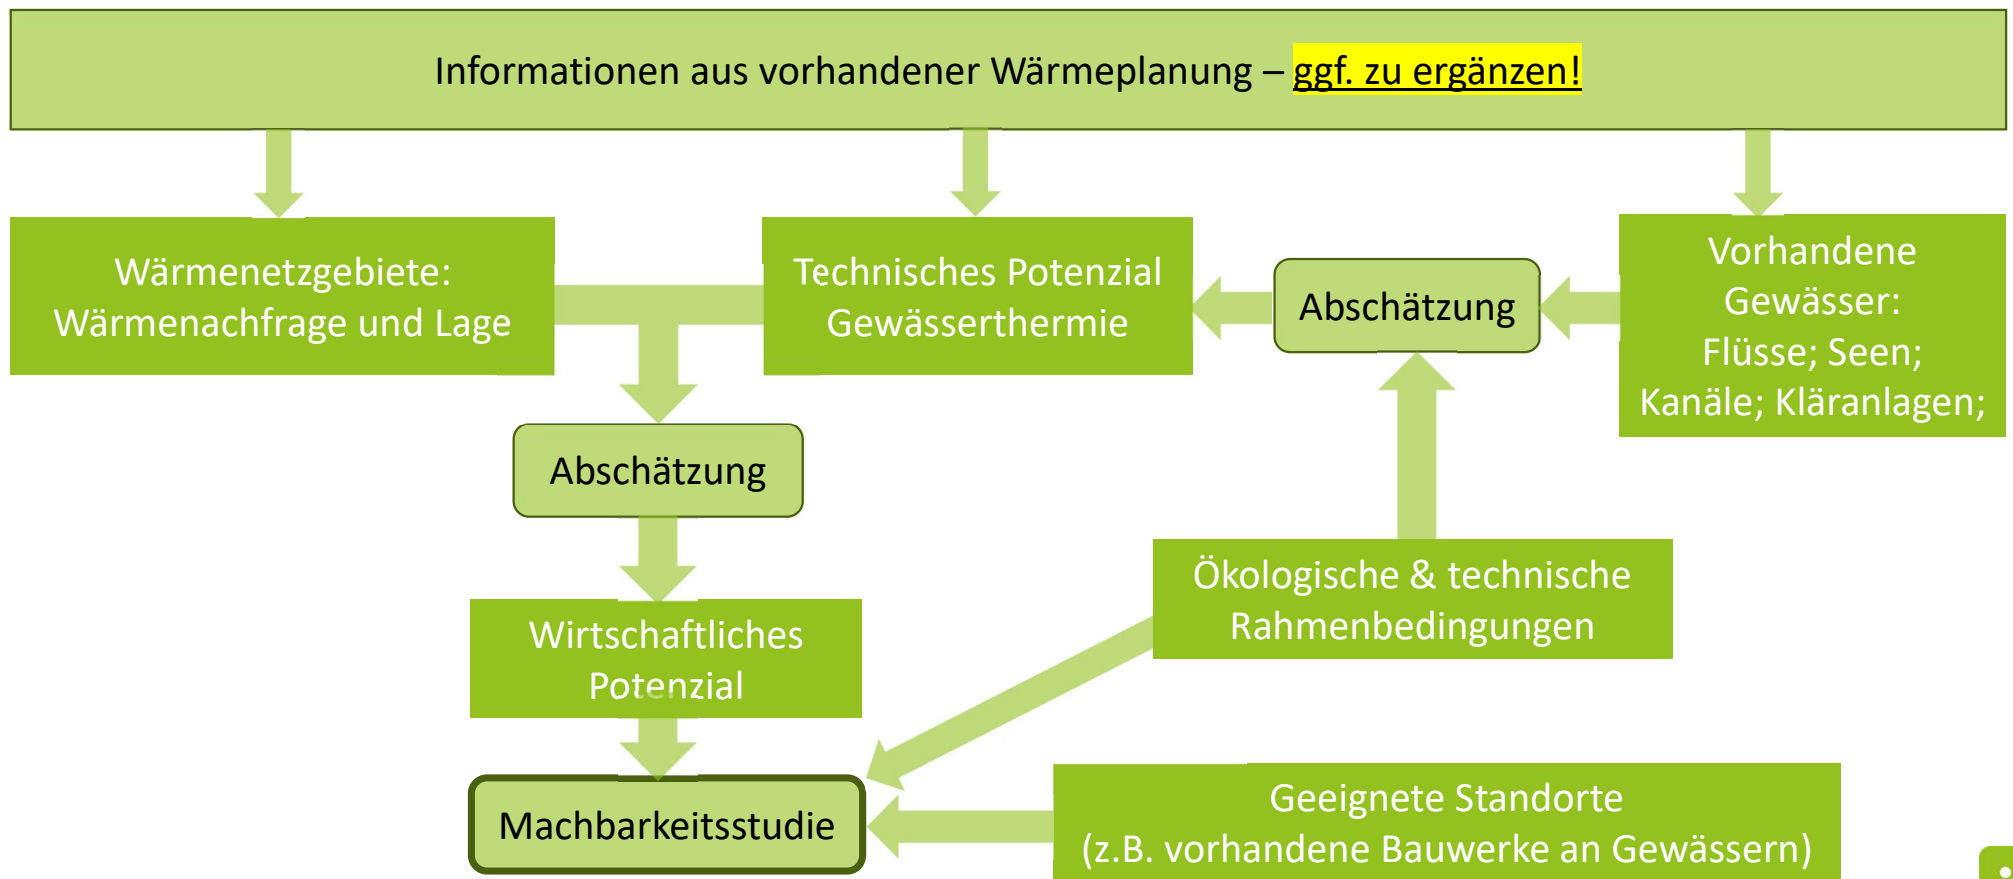 Informationen aus vorhandener Wärmeplanung – ggf. zu ergänzen!
Wärmenetzgebiete:
Wärmenachfrage und Lage
Technisches Potenzial
Gewässerthermie
Abschätzung
Vorhandene
Gewässer:
Flüsse; Seen;
Kanäle; Kläranlagen;
Abschätzung
Ökologische & technische
Rahmenbedingungen
Wirtschaftliches
Potenzial
Machbarkeitsstudie
Geeignete Standorte
(z.B. vorhandene Bauwerke an Gewässern)